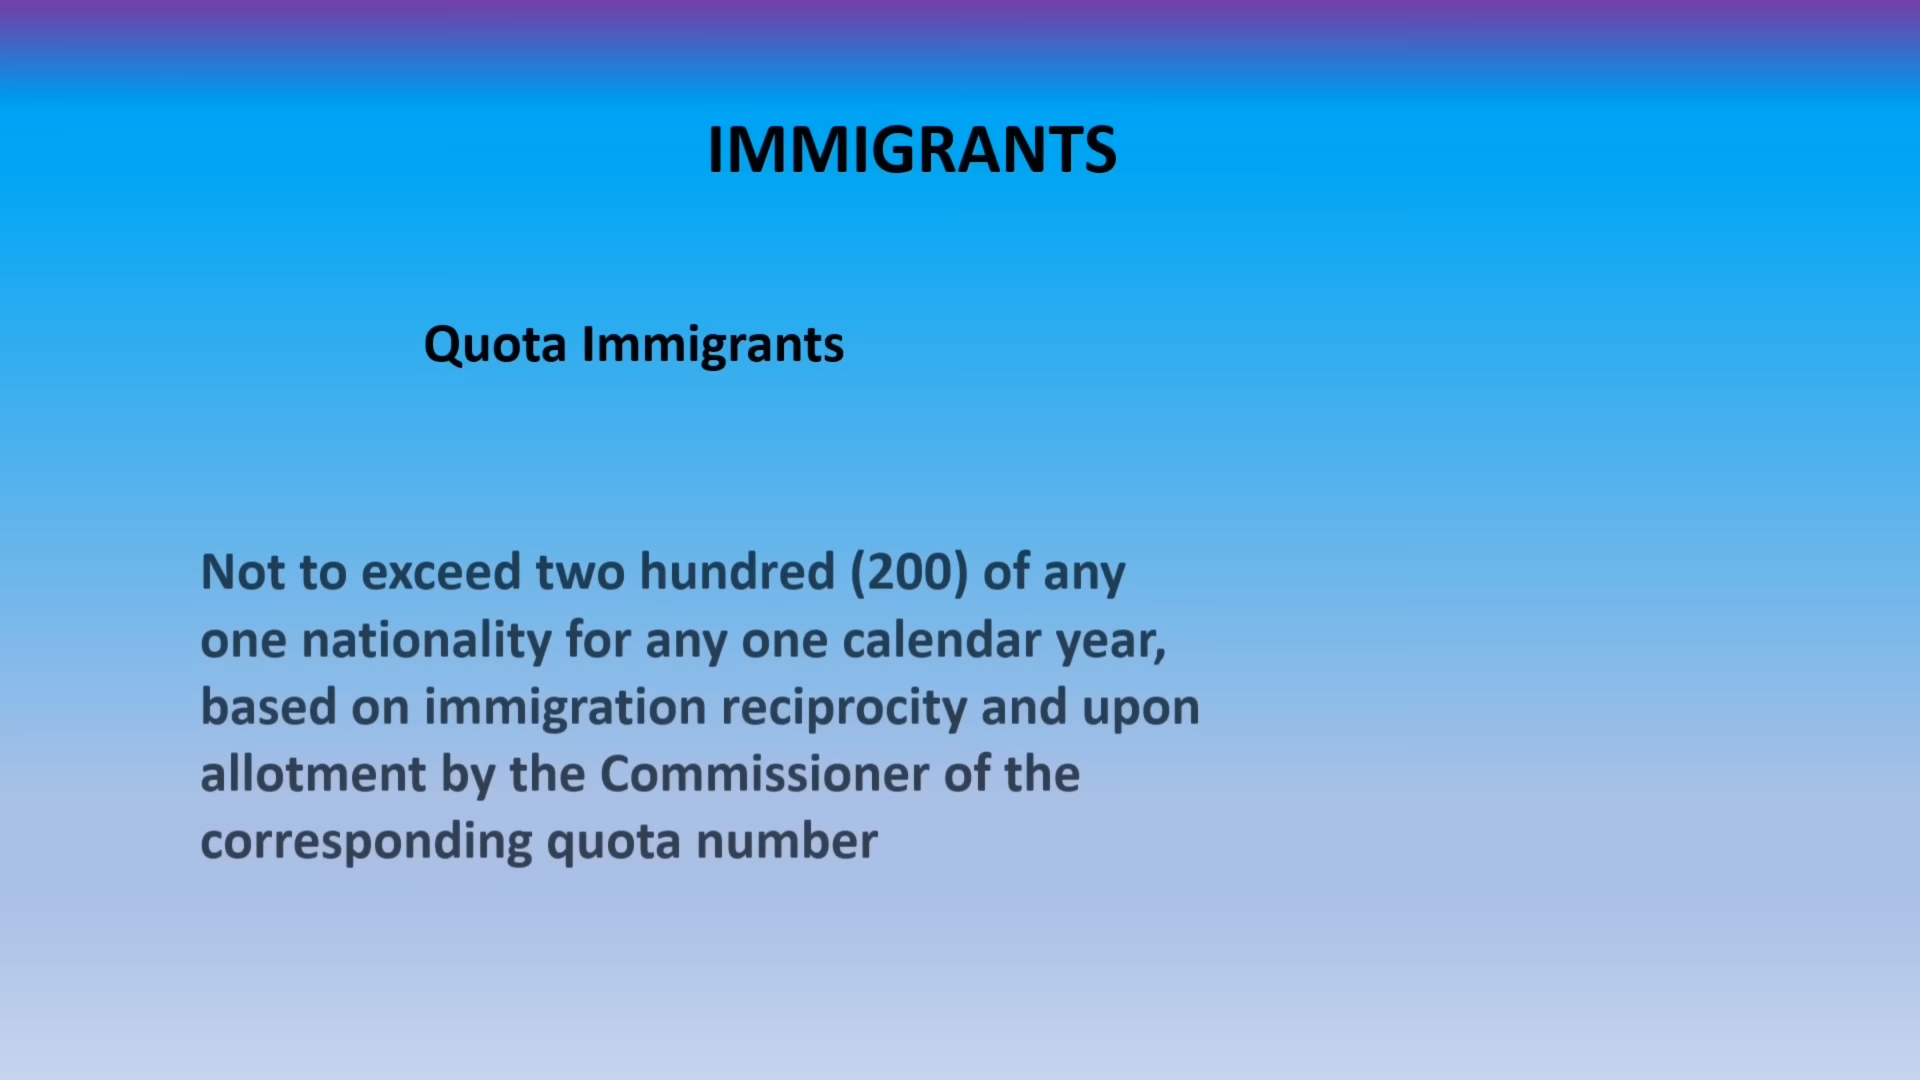 IMMIGRANTS
Quota Immigrants
Not to exceed two hundred (200) of any
one nationality for any one calendar year,
based on immigration reciprocity and upon
allotment by the Commissioner of the
corresponding quota number